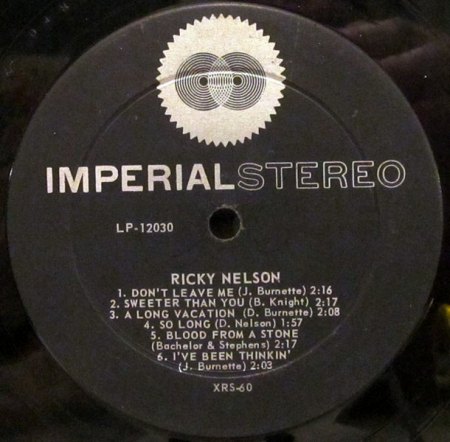 IMPERIALSTEREO
LP-12030
RICKY NELSON
1. DON'T LEAVE ME (J. Burnette) 2:16
2. SWEETER THAN YOU (B. Knight) 2:17
3. A LONG VACATION (D. Burnette) 2:08
4. SO LONG (D. Nelson) 1:57
5. BLOOD FROM A STONE
(Bachelor & Stephens) 2:17
6. I'VE BEEN THINKIN'
(J. Burnette) 2:03
XRS-60